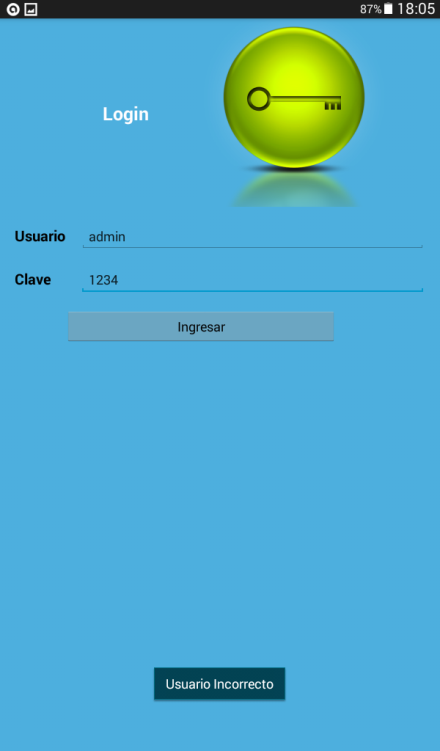 87% 18:05
Login
Usuario admin
Clave 1234
Ingresar
Usuario Incorrecto